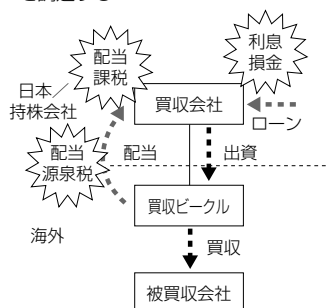 を調達する
配当
課税
利息
損金
日本／
持株会社
買収会社
ローン
配当
源泉税
配当
出資
買収ビークル
海外
買収
被買収会社